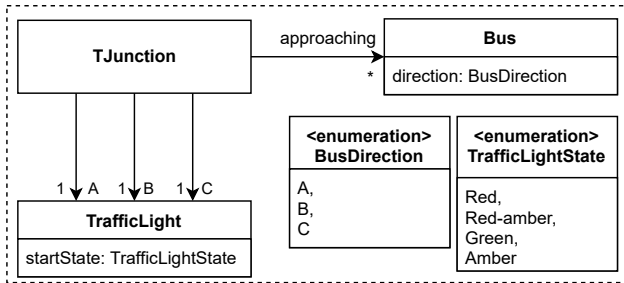 TJunction
approaching
*
Bus
direction: BusDirection
1 A 1 B 1 C
TrafficLight
startState: TrafficLightState
<enumeration>
BusDirection
A,
B,
C
<enumeration>
TrafficLightState
Red,
Red-amber,
Green,
Amber